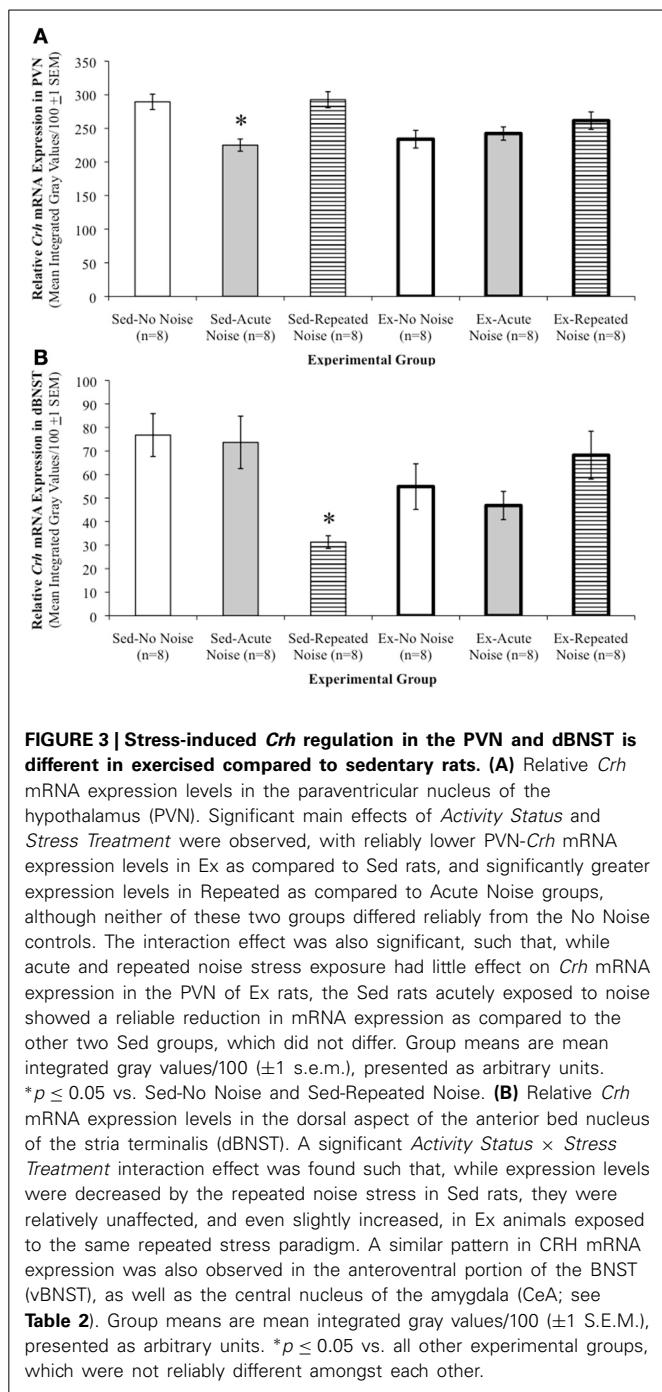 A
Relative Crh mRNA Expression in PVN
(Mean Integrated Gray Values/100 ±1 SEM)
350
300
250
200
150
100
50
0
*
Sed-No Noise
(n=8)
Sed-Acute
Noise (n=8)
Sed-Repeated
Noise (n=8)
Ex-No Noise
(n=8)
Ex-Acute
Noise (n=8)
Ex-Repeated
Noise (n=8)
Experimental Group
B
Relative Crh mRNA Expression in dBNST
(Mean Integrated Gray Values/100 ±1 SEM)
100
90
80
70
60
50
40
30
20
10
0
*
Sed-No Noise
(n=8)
Sed-Acute
Noise (n=8)
Sed-Repeated
Noise (n=8)
Ex-No Noise
(n=8)
Ex-Acute
Noise (n=8)
Ex-Repeated
Noise (n=8)
Experimental Group
FIGURE 3 | Stress-induced Crh regulation in the PVN and dBNST is
different in exercised compared to sedentary rats. (A) Relative Crh
mRNA expression levels in the paraventricular nucleus of the
hypothalamus (PVN). Significant main effects of Activity Status and
Stress Treatment were observed, with reliably lower PVN-Crh mRNA
expression levels in Ex as compared to Sed rats, and significantly greater
expression levels in Repeated as compared to Acute Noise groups,
although neither of these two groups differed reliably from the No Noise
controls. The interaction effect was also significant, such that, while
acute and repeated noise stress exposure had little effect on Crh mRNA
expression in the PVN of Ex rats, the Sed rats acutely exposed to noise
showed a reliable reduction in mRNA expression as compared to the
other two Sed groups, which did not differ. Group means are mean
integrated gray values/100 (±1 s.e.m.), presented as arbitrary units.
*p ≤ 0.05 vs. Sed-No Noise and Sed-Repeated Noise. (B) Relative Crh
mRNA expression levels in the dorsal aspect of the anterior bed nucleus
of the stria terminalis (dBNST). A significant Activity Status × Stress
Treatment interaction effect was found such that, while expression levels
were decreased by the repeated noise stress in Sed rats, they were
relatively unaffected, and even slightly increased, in Ex animals exposed
to the same repeated stress paradigm. A similar pattern in CRH mRNA
expression was also observed in the anteroventral portion of the BNST
(vBNST), as well as the central nucleus of the amygdala (CeA; see
Table 2). Group means are mean integrated gray values/100 (±1 S.E.M.),
presented as arbitrary units. *p ≤ 0.05 vs. all other experimental groups,
which were not reliably different amongst each other.